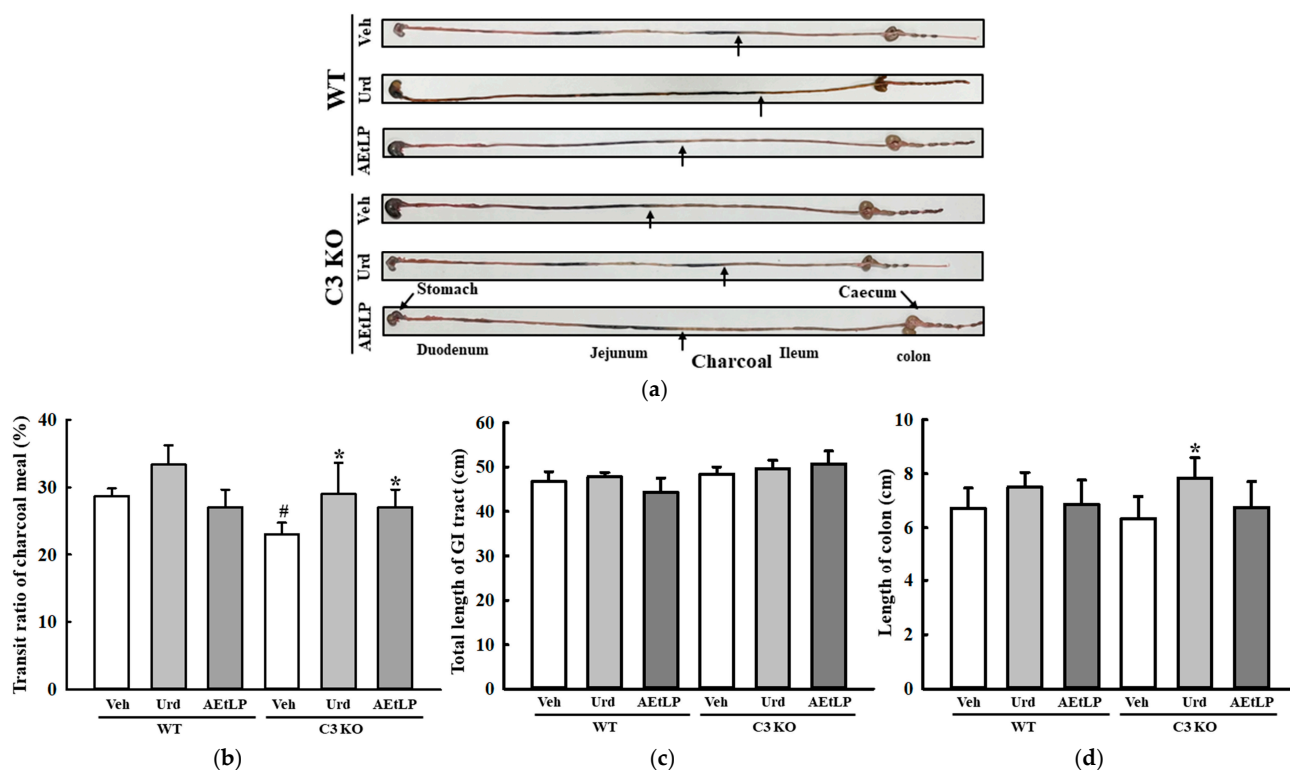 WT
Veh
Urd
AEtLP
C3 KO
Veh
Urd
AEtLP
Stomach
Caecum
Duodenum
Jejunum
Charcoal
Ileum
colon
(a)
Transit ratio of charcoal meal (%)
40
30
20
10
0
#
*
*
Veh Urd AEtLP Veh Urd AEtLP
WT C3 KO
(b)
Total length of GI tract (cm)
60
50
40
30
20
10
0
Veh Urd AEtLP Veh Urd AEtLP
WT C3 KO
(c)
Length of colon (cm)
10
8
6
4
2
0
*
Veh Urd AEtLP Veh Urd AEtLP
WT C3 KO
(d)